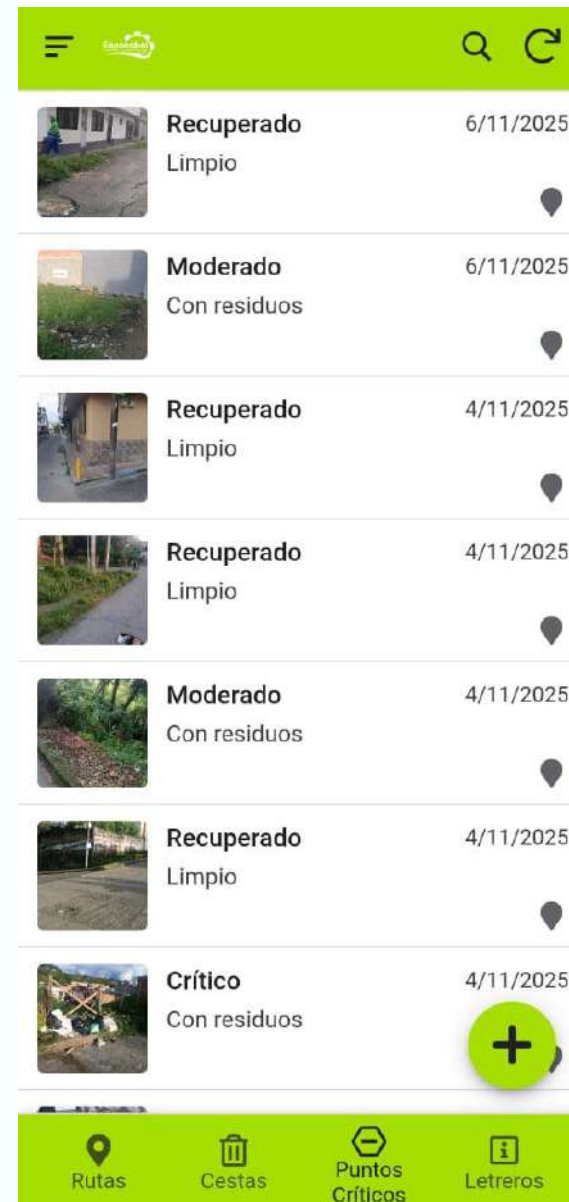 Recuperado 6/11/2025
Limpio
Moderado 6/11/2025
Con residuos
Recuperado 4/11/2025
Limpio
Recuperado 4/11/2025
Limpio
Moderado 4/11/2025
Con residuos
Recuperado 4/11/2025
Limpio
Crítico 4/11/2025
Con residuos
Rutas Cestas Puntos Letreros
Críticos